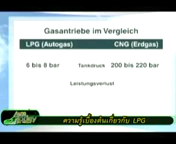 Gasantriebe im Vergleich
LPG (Autogas) CNG (Erdgas)
6 bis 8 bar Tankdruck 200 bis 220 bar
Leistungsverlust
ความรู้เบื้องต้นเกี่ยวกับ LPG